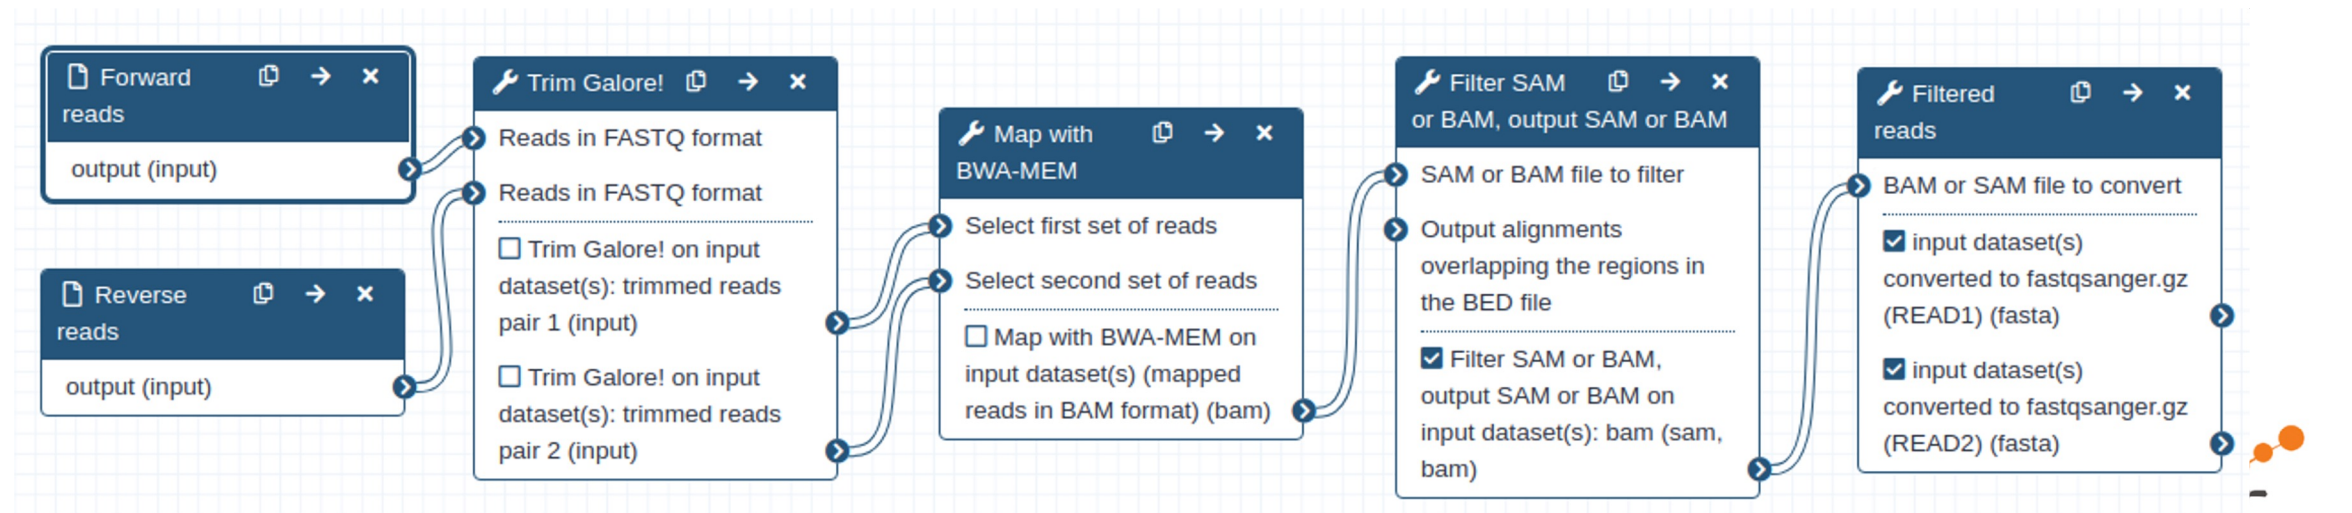 Forward
reads
output (input)
Reverse
reads
output (input)
Trim Galore!
Reads in FASTQ format
Reads in FASTQ format
Trim Galore! on input
dataset(s): trimmed reads
pair 1 (input)
Trim Galore! on input
dataset(s): trimmed reads
pair 2 (input)
Map with
BWA-MEM
Select first set of reads
Select second set of reads
Map with BWA-MEM on
input dataset(s) (mapped
reads in BAM format) (bam)
Filter SAM
or BAM, output SAM or BAM
SAM or BAM file to filter
Output alignments
overlapping the regions in
the BED file
Filter SAM or BAM,
output SAM or BAM on
input dataset(s): bam (sam,
bam)
Filtered
reads
BAM or SAM file to convert
input dataset(s)
converted to fastqsanger.gz
(READ1) (fasta)
input dataset(s)
converted to fastqsanger.gz
(READ2) (fasta)